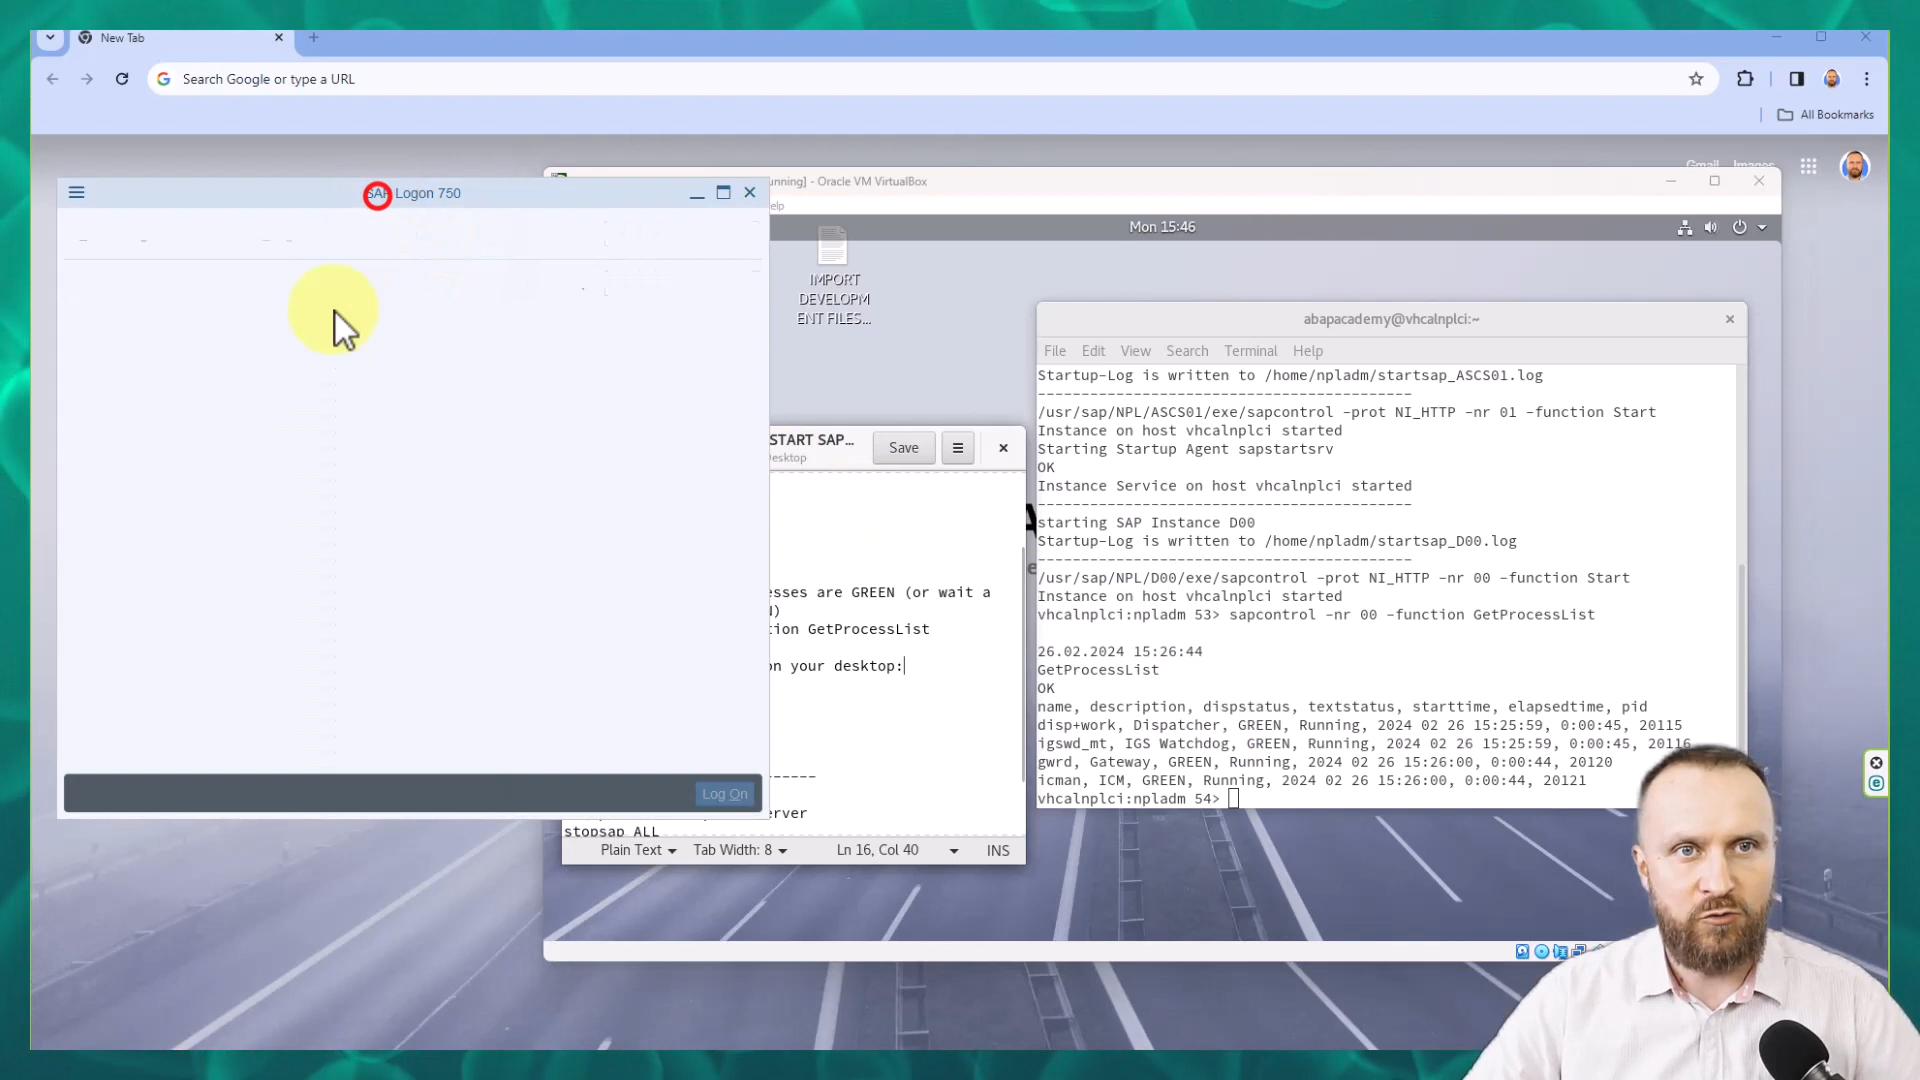 New Tab
Search Google or type a URL
All Bookmarks
Gmail Images
SAP Logon 750
Log On
nning] - Oracle VM VirtualBox
elp
Mon 15:46
IMPORT
DEVELOPM
ENT FILES...
START SAP...
esktop
Save
esses are GREEN (or wait a
N)
tion GetProcessList
on your desktop:
------
erver
stopsap ALL
Plain Text
Tab Width: 8
Ln 16, Col 40
INS
abapacademy@vhcalnplci:~
File Edit View Search Terminal Help
Startup-Log is written to /home/npladm/startsap_ASCS01.log
-------------------------------------------
/usr/sap/NPL/ASCS01/exe/sapcontrol -prot NI_HTTP -nr 01 -function Start
Instance on host vhcalnplci started
Starting Startup Agent sapstartsrv
OK
Instance Service on host vhcalnplci started
-------------------------------------------
starting SAP Instance D00
Startup-Log is written to /home/npladm/startsap_D00.log
-------------------------------------------
/usr/sap/NPL/D00/exe/sapcontrol -prot NI_HTTP -nr 00 -function Start
Instance on host vhcalnplci started
vhcalnplci:npladm 53> sapcontrol -nr 00 -function GetProcessList
26.02.2024 15:26:44
GetProcessList
OK
name, description, dispstatus, textstatus, starttime, elapsedtime, pid
disp+work, Dispatcher, GREEN, Running, 2024 02 26 15:25:59, 0:00:45, 20115
igswd_mt, IGS Watchdog, GREEN, Running, 2024 02 26 15:25:59, 0:00:45, 20116
gwrd, Gateway, GREEN, Running, 2024 02 26 15:26:00, 0:00:44, 20120
icman, ICM, GREEN, Running, 2024 02 26 15:26:00, 0:00:44, 20121
vhcalnplci:npladm 54>